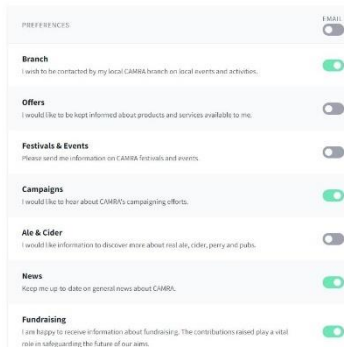 EMAIL
PREFERENCES
Branch
I wish to be contacted by my local CAMRA branch on local events and activities.
Offers
I would like to be kept informed about products and services available to me.
Festivals & Events
Please send me information on CAMRA festivals and events.
Campaigns
I would like to hear about CAMRA's campaigning efforts.
Ale & Cider
I would like information to discover more about real ale, cider, perry and pubs.
News
Keep me up-to-date on general news about CAMRA.
Fundraising
I am happy to receive information about fundraising. The contributions raised play a vital
role in safeguarding the future of our aims.